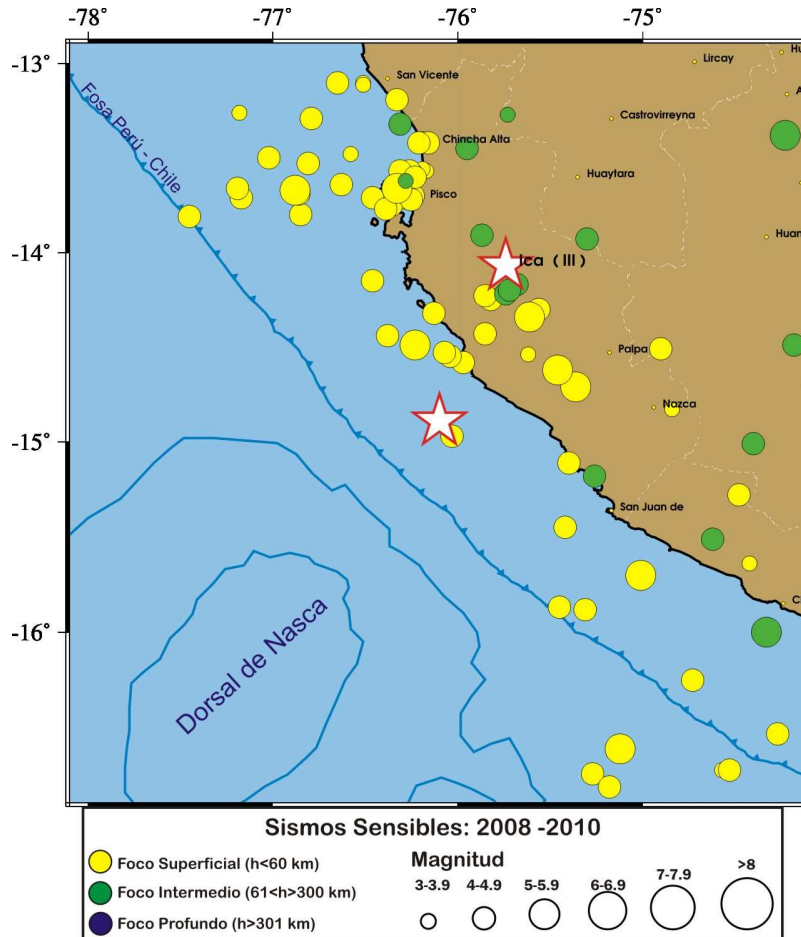 -78 -77 -76 -75
-13
-14
-15
-16
San Vicente
Lircay
Hu
A
Castrovirreyna
Chincha Alta
Huaytara
Pisco
Huan
Fosa Perú - Chile
Ica ( III )
Palpa
Nazca
San Juan de
C
Dorsal de Nasca
Sismos Sensibles: 2008 -2010
Foco Superficial (h<60 km)
Foco Intermedio (61<h>300 km)
Foco Profundo (h>301 km)
Magnitud
3-3.9 4-4.9 5-5.9 6-6.9 7-7.9 >8